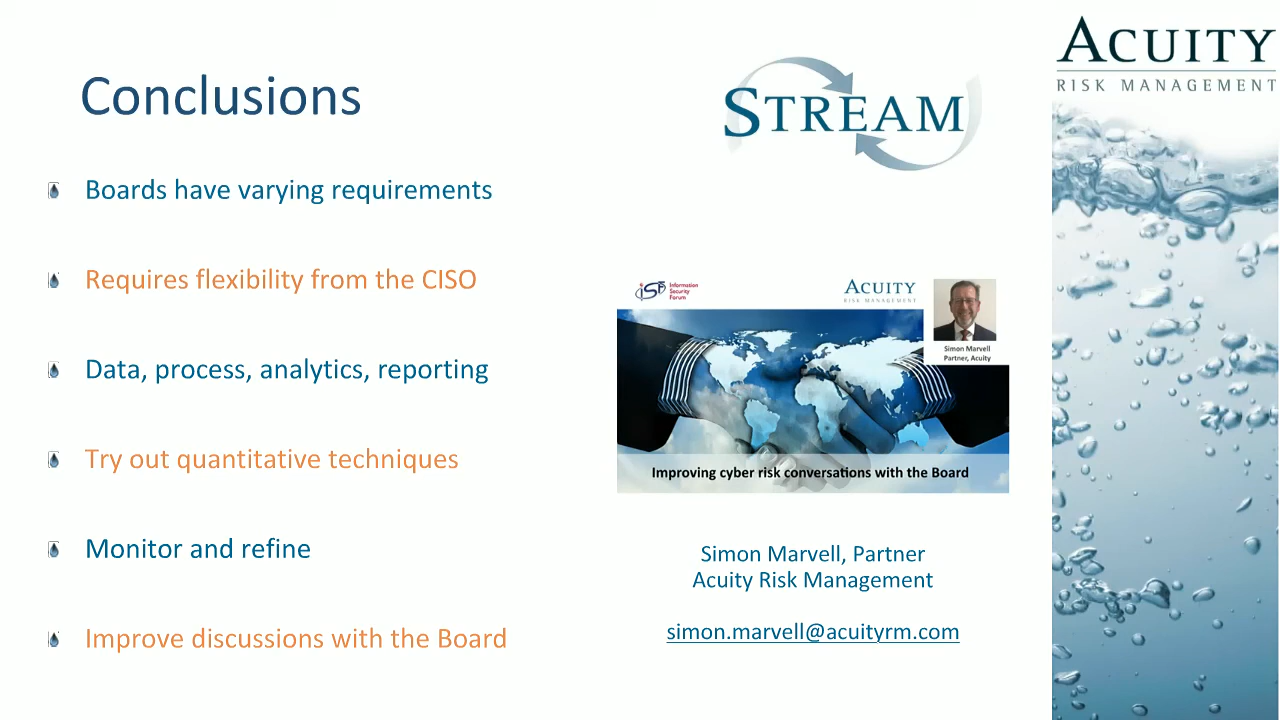 Conclusions
Boards have varying requirements
Requires flexibility from the CISO
Data, process, analytics, reporting
Try out quantitative techniques
Monitor and refine
Improve discussions with the Board
STREAM
isf Information
Security
Forum
ACUITY
RISK MANAGEMENT
Simon Marvell
Partner, Acuity
Improving cyber risk conversations with the Board
Simon Marvell, Partner
Acuity Risk Management
simon.marvell@acuityrm.com
ACUITY
RISK MANAGEMENT